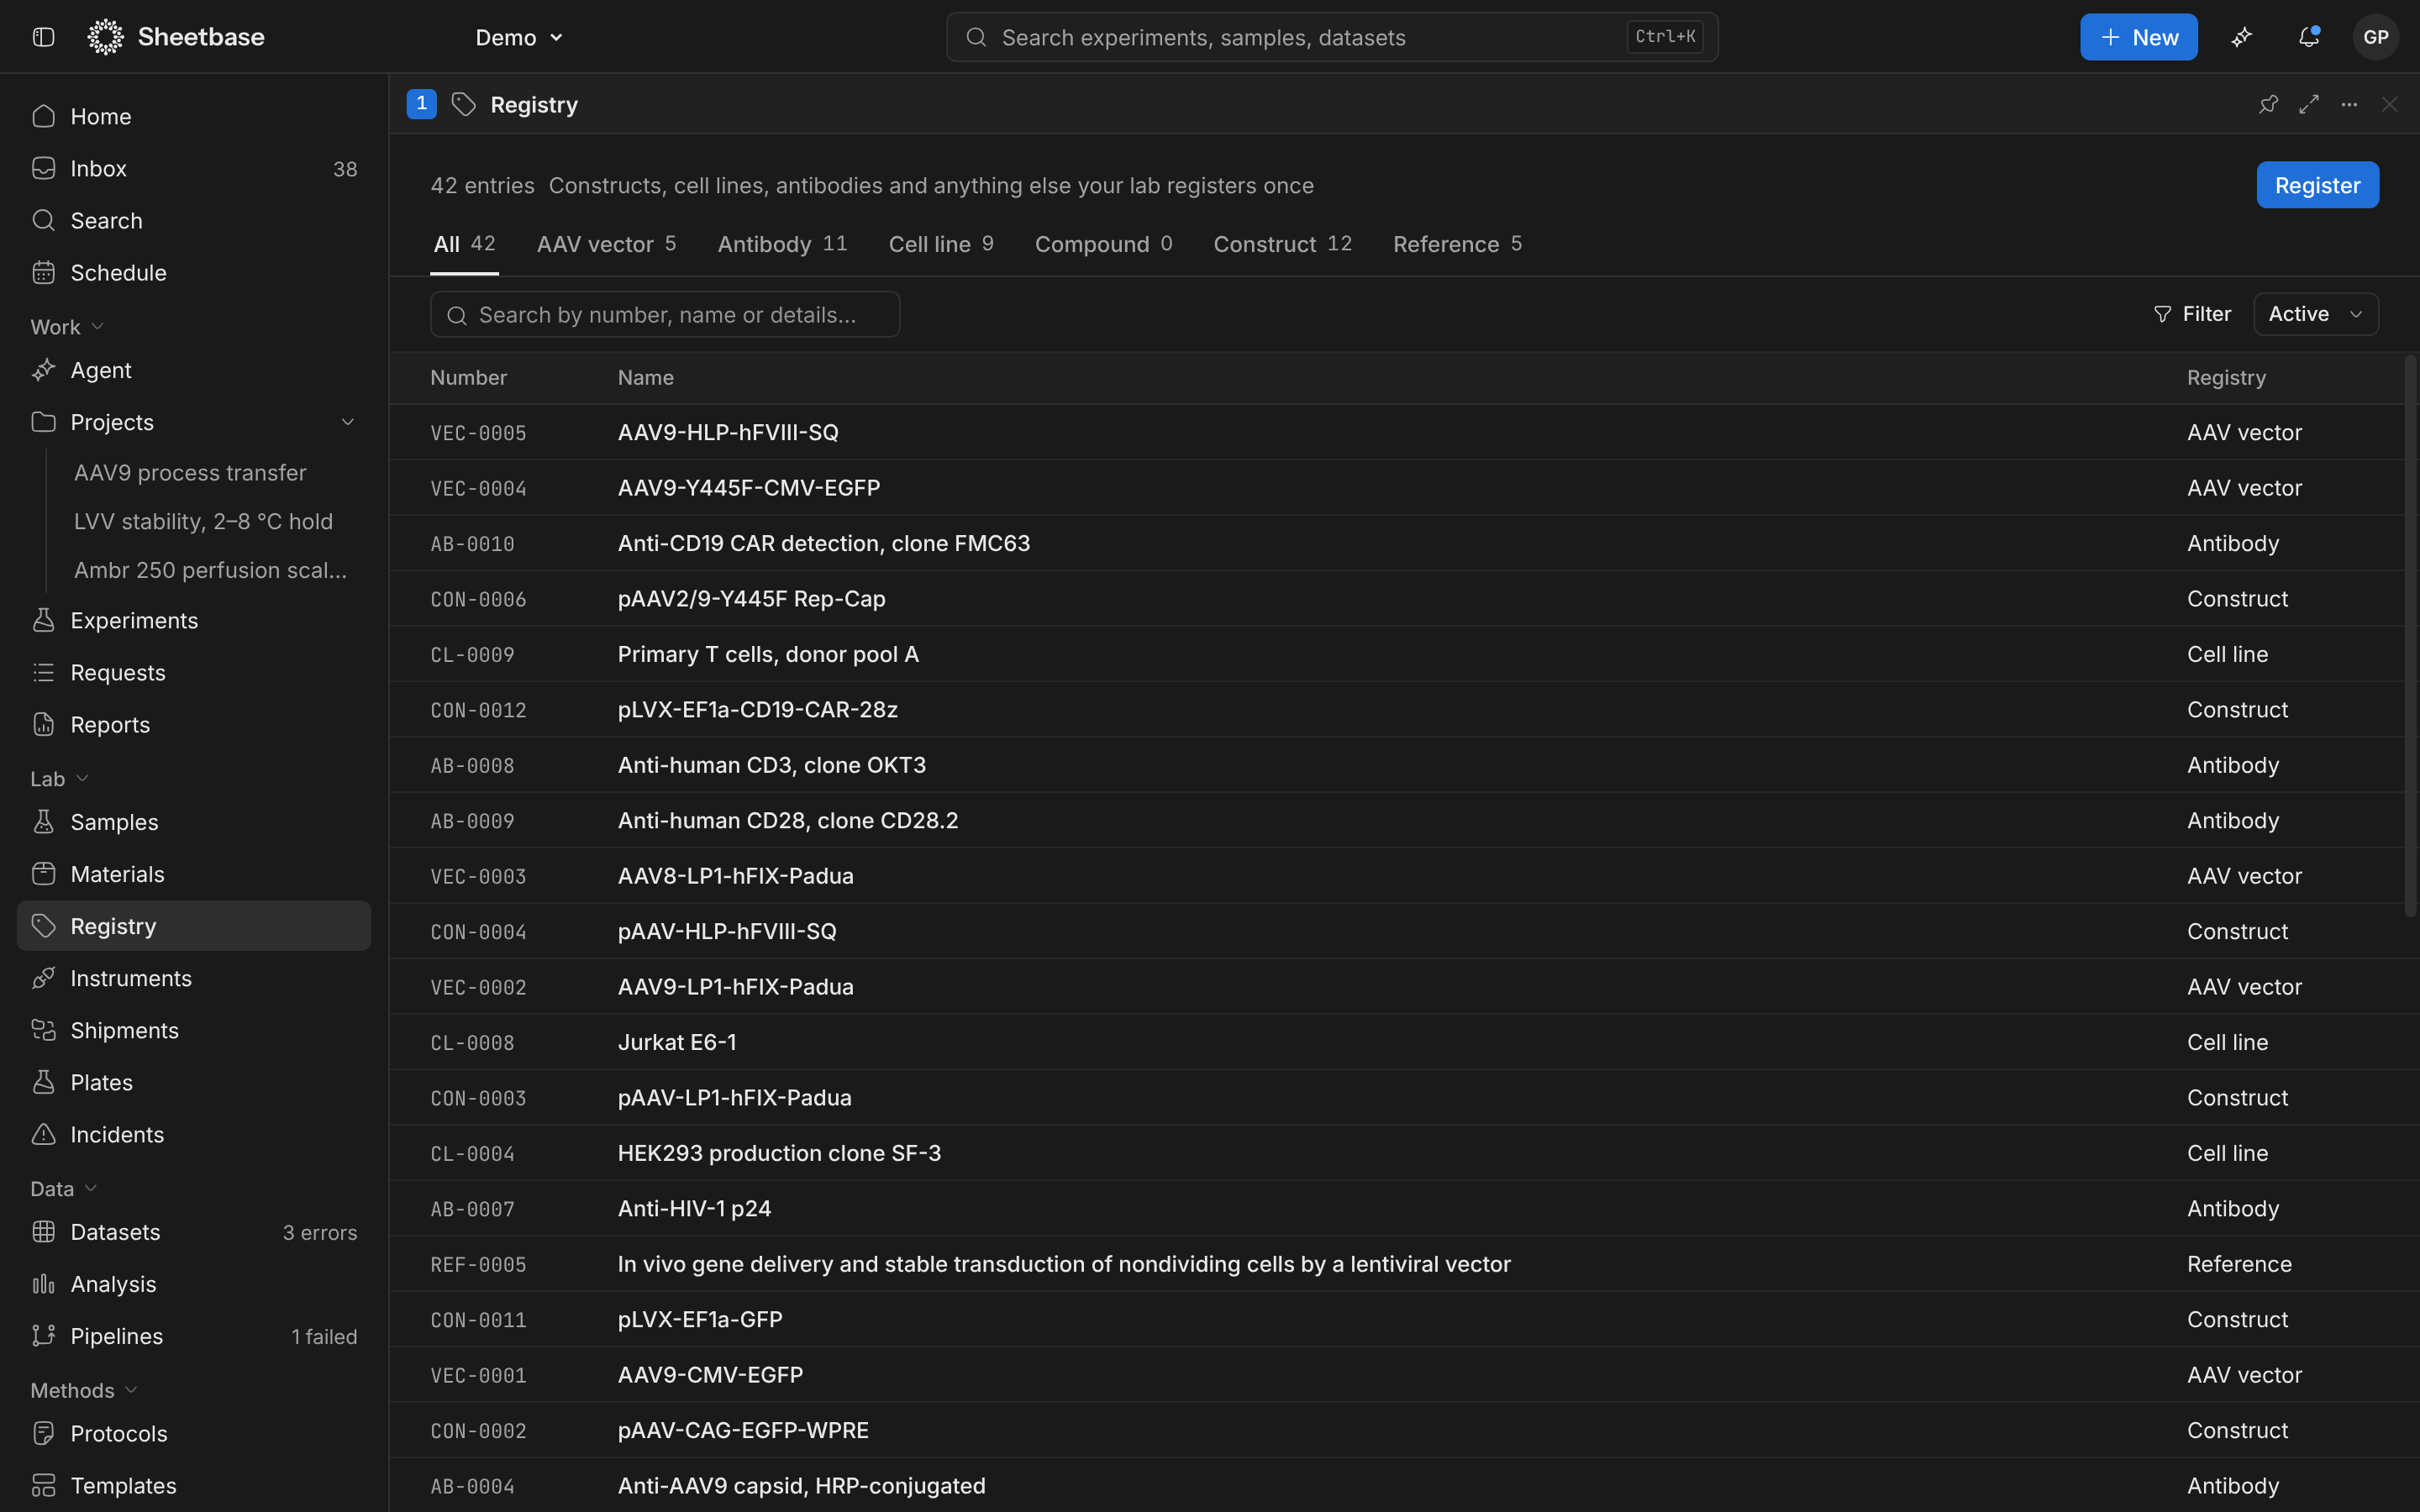 Sheetbase
Demo
Search experiments, samples, datasets
Ctrl+K
+ New
GP
Home
Inbox 38
Search
Schedule
Work
Agent
Projects
AAV9 process transfer
LVV stability, 2–8 °C hold
Ambr 250 perfusion scal...
Experiments
Requests
Reports
Lab
Samples
Materials
Registry
Instruments
Shipments
Plates
Incidents
Data
Datasets 3 errors
Analysis
Pipelines 1 failed
Methods
Protocols
Templates
1 Registry
42 entries Constructs, cell lines, antibodies and anything else your lab registers once
Register
All 42 AAV vector 5 Antibody 11 Cell line 9 Compound 0 Construct 12 Reference 5
Search by number, name or details...
Filter
Active
Number Name Registry
VEC-0005 AAV9-HLP-hFVIII-SQ AAV vector
VEC-0004 AAV9-Y445F-CMV-EGFP AAV vector
AB-0010 Anti-CD19 CAR detection, clone FMC63 Antibody
CON-0006 pAAV2/9-Y445F Rep-Cap Construct
CL-0009 Primary T cells, donor pool A Cell line
CON-0012 pLVX-EF1a-CD19-CAR-28z Construct
AB-0008 Anti-human CD3, clone OKT3 Antibody
AB-0009 Anti-human CD28, clone CD28.2 Antibody
VEC-0003 AAV8-LP1-hFIX-Padua AAV vector
CON-0004 pAAV-HLP-hFVIII-SQ Construct
VEC-0002 AAV9-LP1-hFIX-Padua AAV vector
CL-0008 Jurkat E6-1 Cell line
CON-0003 pAAV-LP1-hFIX-Padua Construct
CL-0004 HEK293 production clone SF-3 Cell line
AB-0007 Anti-HIV-1 p24 Antibody
REF-0005 In vivo gene delivery and stable transduction of nondividing cells by a lentiviral vector Reference
CON-0011 pLVX-EF1a-GFP Construct
VEC-0001 AAV9-CMV-EGFP AAV vector
CON-0002 pAAV-CAG-EGFP-WPRE Construct
AB-0004 Anti-AAV9 capsid, HRP-conjugated Antibody